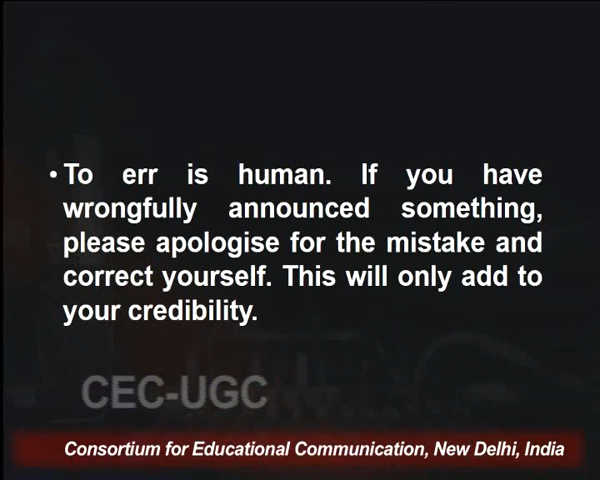 • To err is human. If you have
wrongfully announced something,
please apologise for the mistake and
correct yourself. This will only add to
your credibility.
CEC-UGC
Consortium for Educational Communication, New Delhi, India